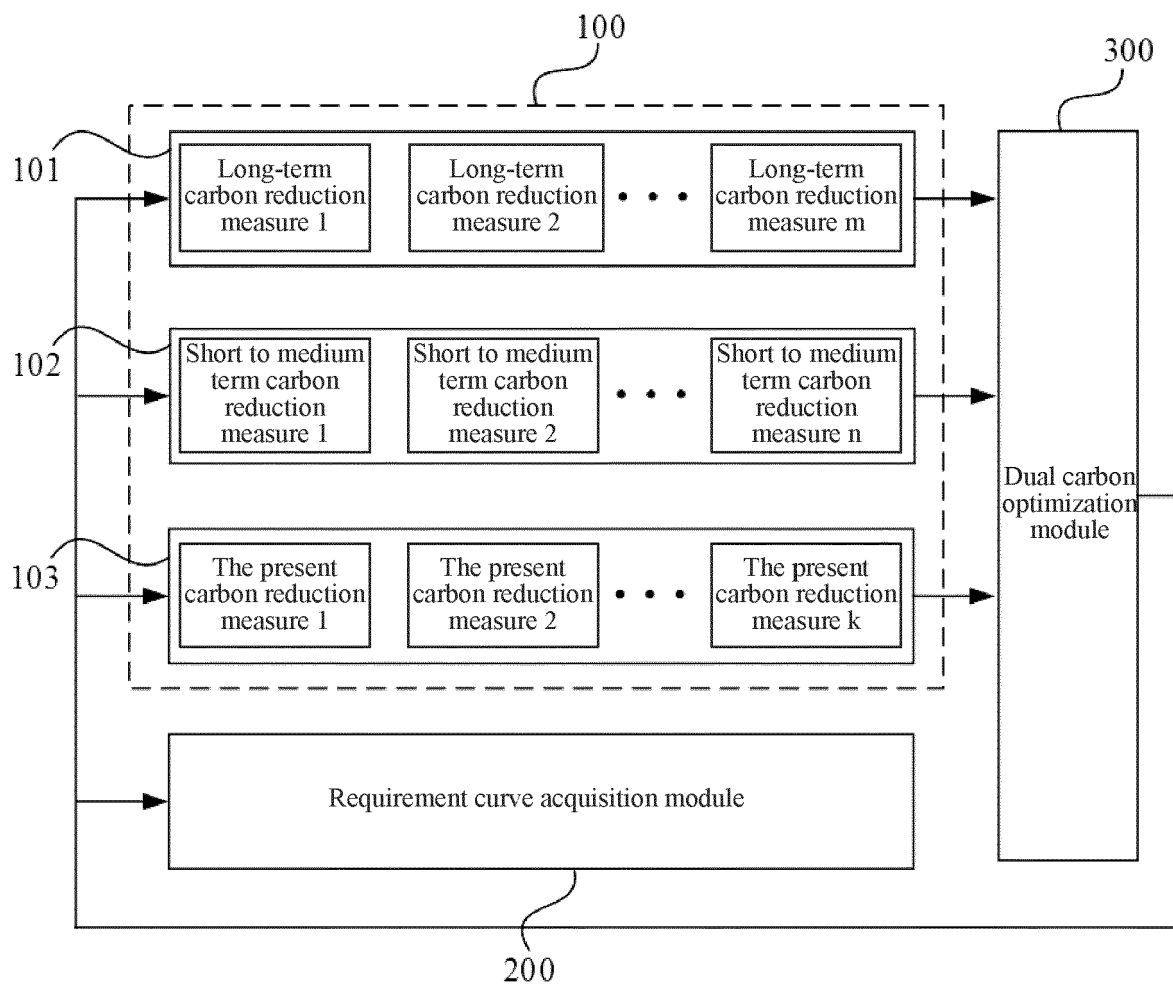 100
300
101
Long-term
carbon reduction
measure 1
Long-term
carbon reduction
measure 2
Long-term
carbon reduction
measure m
102
Short to medium
term carbon
reduction
measure 1
Short to medium
term carbon
reduction
measure 2
Short to medium
term carbon
reduction
measure n
Dual carbon
optimization
module
103
The present
carbon reduction
measure 1
The present
carbon reduction
measure 2
The present
carbon reduction
measure k
Requirement curve acquisition module
200